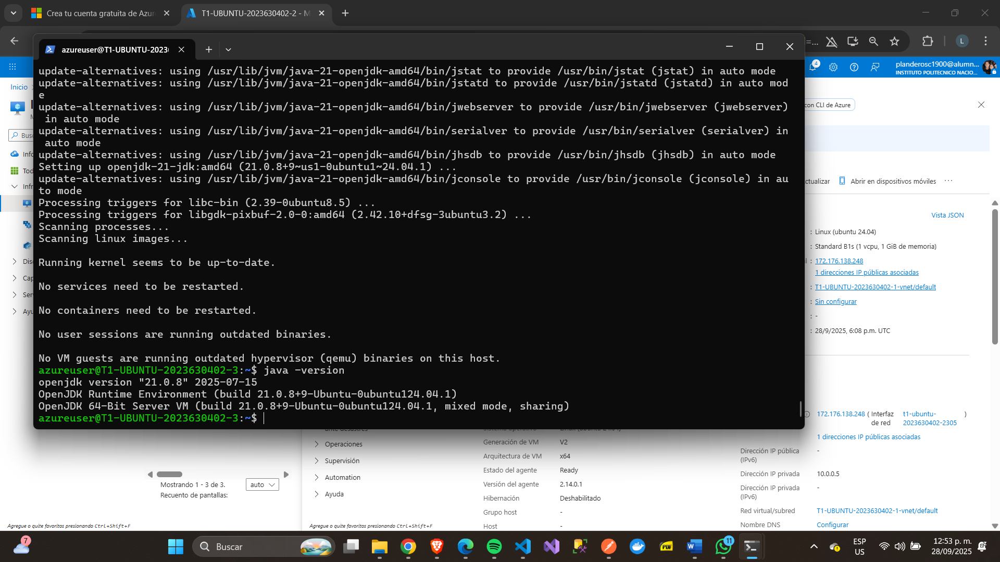 Crea tu cuenta gratuita de Azur
T1-UBUNTU-2023630402-2 - M
azureuser@T1-UBUNTU-2023(
L
update-alternatives: using /usr/lib/jvm/java-21-openjdk-amd64/bin/jstat to provide /usr/bin/jstat (jstat) in auto mode
update-alternatives: using /usr/lib/jvm/java-21-openjdk-amd64/bin/jstatd to provide /usr/bin/jstatd (jstatd) in auto mod
e
update-alternatives: using /usr/lib/jvm/java-21-openjdk-amd64/bin/jwebserver to provide /usr/bin/jwebserver (jwebserver)
 in auto mode
update-alternatives: using /usr/lib/jvm/java-21-openjdk-amd64/bin/serialver to provide /usr/bin/serialver (serialver) in
 auto mode
update-alternatives: using /usr/lib/jvm/java-21-openjdk-amd64/bin/jhsdb to provide /usr/bin/jhsdb (jhsdb) in auto mode
Setting up openjdk-21-jdk:amd64 (21.0.8+9~us1-0ubuntu1~24.04.1) ...
update-alternatives: using /usr/lib/jvm/java-21-openjdk-amd64/bin/jconsole to provide /usr/bin/jconsole (jconsole) in au
to mode
Processing triggers for libc-bin (2.39-0ubuntu8.5) ...
Processing triggers for libgdk-pixbuf-2.0-0:amd64 (2.42.10+dfsg-3ubuntu3.2) ...
Scanning processes...
Scanning linux images...
Running kernel seems to be up-to-date.
No services need to be restarted.
No containers need to be restarted.
No user sessions are running outdated binaries.
No VM guests are running outdated hypervisor (qemu) binaries on this host.
azureuser@T1-UBUNTU-2023630402-3:~$ java -version
openjdk version "21.0.8" 2025-07-15
OpenJDK Runtime Environment (build 21.0.8+9-Ubuntu-0ubuntu124.04.1)
OpenJDK 64-Bit Server VM (build 21.0.8+9-Ubuntu-0ubuntu124.04.1, mixed mode, sharing)
azureuser@T1-UBUNTU-2023630402-3:~$
4
planderosc1900@alumn...
INSTITUTO POLITECNICO NACIO...
Inicio
Busc
Info
Tod
Infr
Disc
Cap
Serv
Ayu
con CLI de Azure
ctualizar
Abrir en dispositivos móviles
Vista JSON
: Linux (ubuntu 24.04)
: Standard B1s (1 vcpu, 1 GiB de memoria)
l : 172.176.138.248
1 direcciones IP públicas asociadas
: T1-UBUNTU-2023630402-1-vnet/default
: Sin configurar
: -
: 28/9/2025, 6:08 p.m. UTC
172.176.138.248 ( Interfaz de red t1-ubuntu-2023630402-2305 )
1 direcciones IP públicas asociadas
Dirección IP pública (IPv6) -
Dirección IP privada 10.0.0.5
Dirección IP privada (IPv6) -
Red virtual/subred T1-UBUNTU-2023630402-1-vnet/default
Nombre DNS Configurar
Operaciones
Supervisión
Automation
Ayuda
Generación de VM V2
Arquitectura de VM x64
Estado del agente Ready
Versión del agente 2.14.0.1
Hibernación Deshabilitado
Grupo host -
Host -
Mostrando 1 - 3 de 3.
Recuento de pantallas:
auto
Agregue o quite favoritos presionando Ctrl+Shift+F
Agregue o quite favoritos presionando Ctrl+Shift+F
7
Buscar
PDF
11
ESP
US
12:53 p. m.
28/09/2025